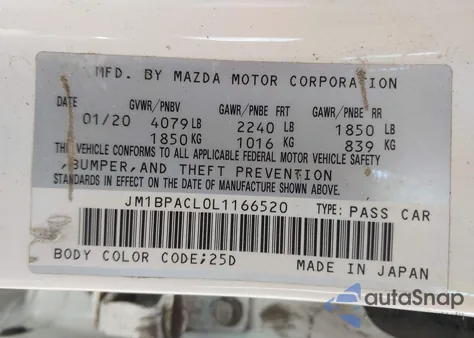 MFD. BY MAZDA MOTOR CORPORATION
DATE GVWR/PNBV GAWR/PNBE FRT GAWR/PNBE RR
01/20 4079LB 2240 LB 1850 LB
1850KG 1016 KG 839 KG
THE VEHICLE CONFORMS TO ALL APPLICABLE FEDERAL MOTOR VEHICLE SAFETY
,BUMPER,AND THEFT PREVENTION
STANDARDS IN EFFECT ON THE DATE OF MANUFACTURE SHOWN ABOVE.
JM1BPACL0L1166520 TYPE: PASS CAR
BODY COLOR CODE;25D MADE IN JAPAN
autoSnap